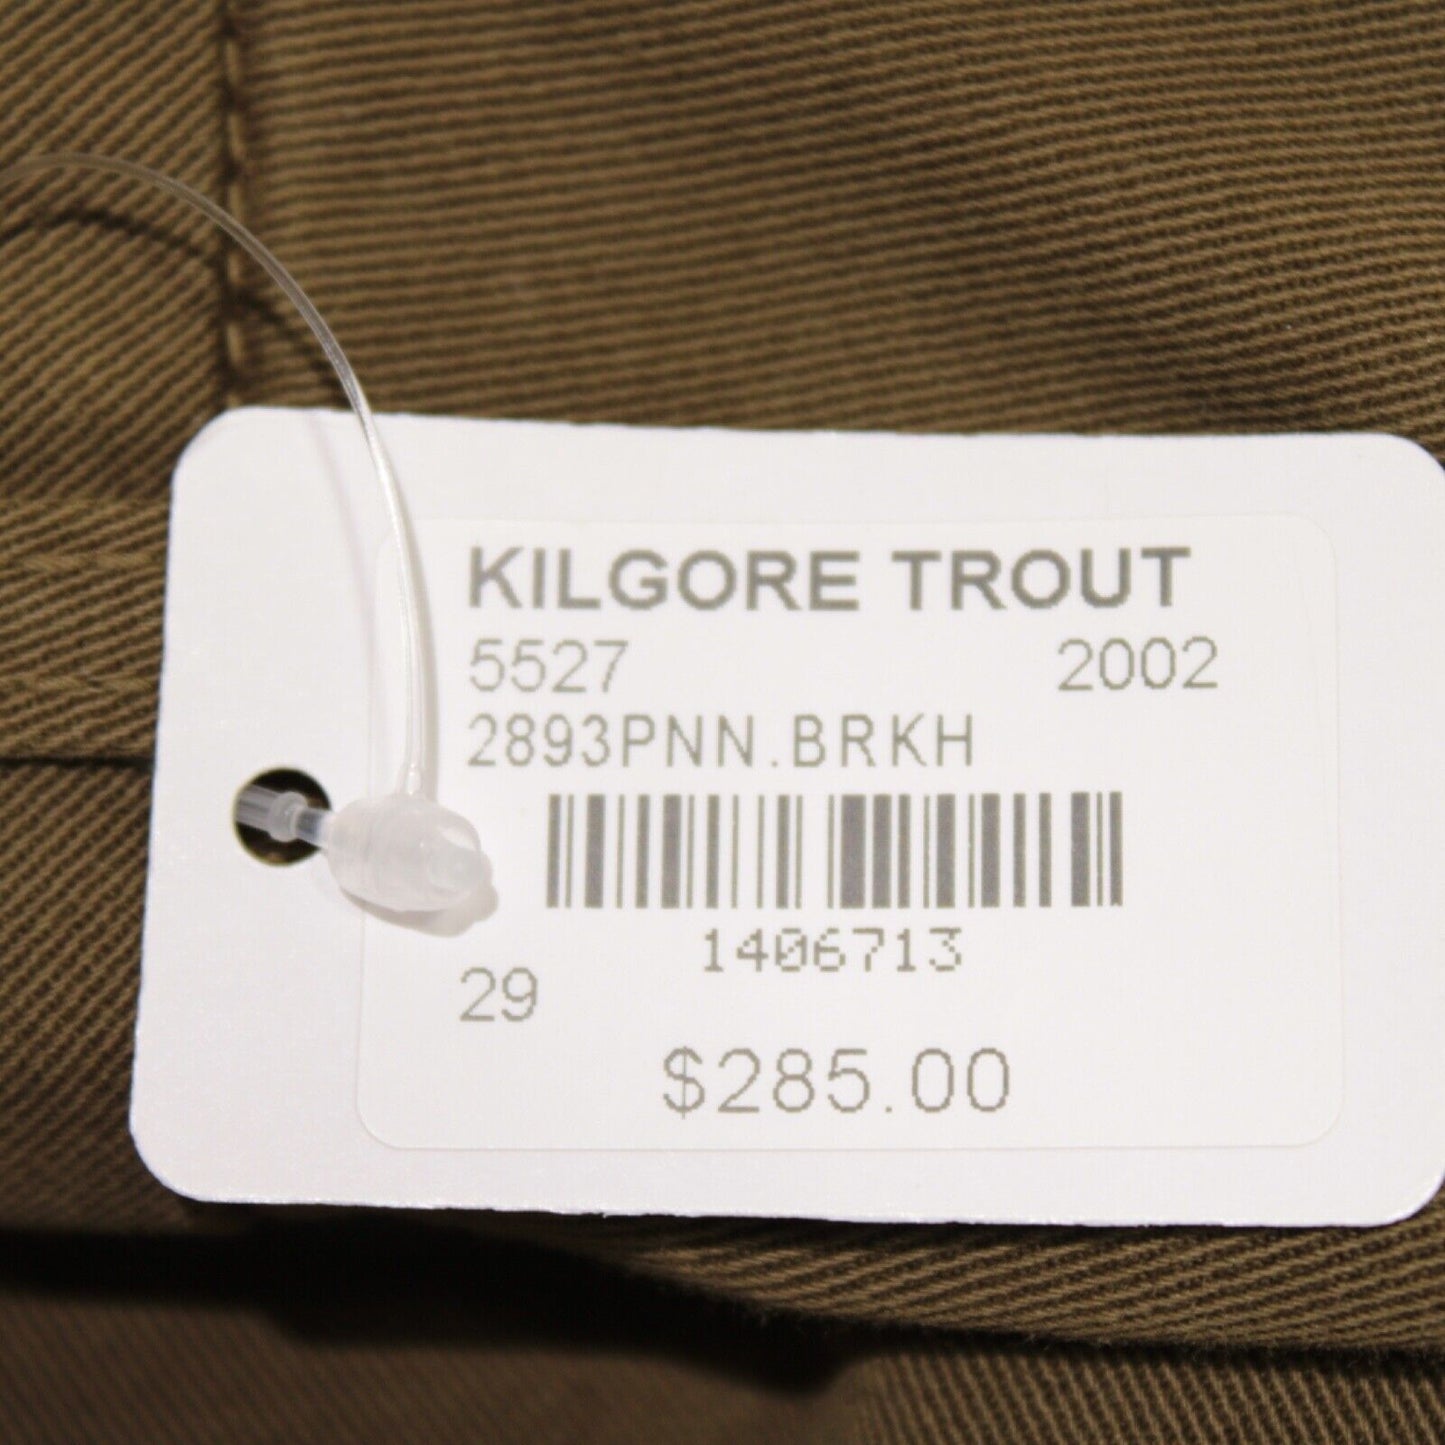 KILGORE TROUT
5527 2002
2893PNN.BRKH
1406713
29
$285.00